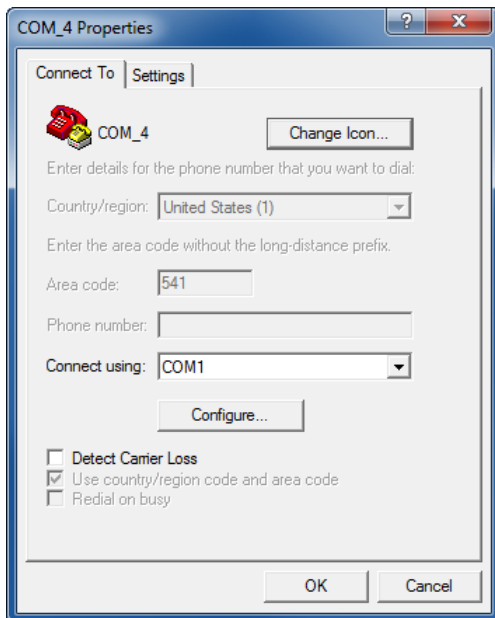 COM_4 Properties
?
X
Connect To
Settings
COM_4
Change Icon...
Enter details for the phone number that you want to dial:
Country/region: United States (1)
Enter the area code without the long-distance prefix.
Area code: 541
Phone number:
Connect using: COM1
Configure...
Detect Carrier Loss
Use country/region code and area code
Redial on busy
OK Cancel